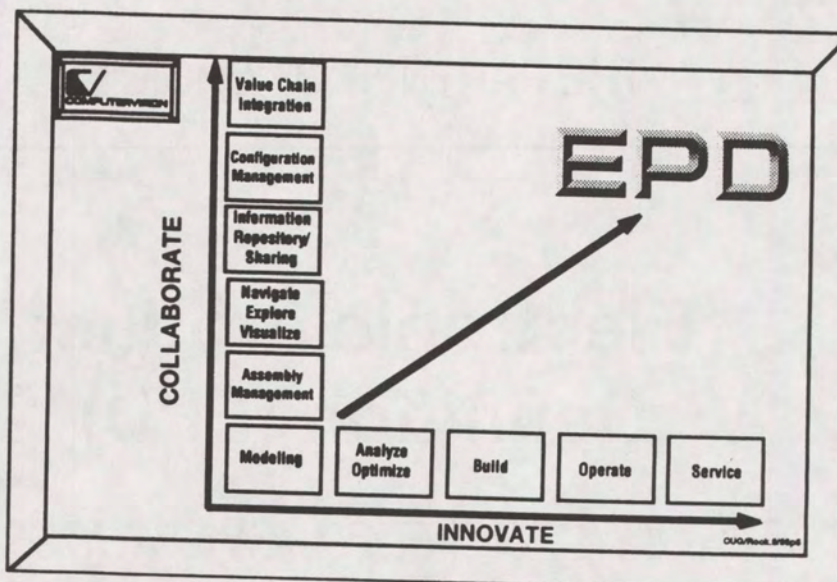 COMPUTERVISION
Value Chain
Integration
Configuration
Management
Information
Repository/
Sharing
Navigate
Explore
Visualize
Assembly
Management
Modeling
Analyze
Optimize
Build
Operate
Service
COLLABORATE
INNOVATE
EPD